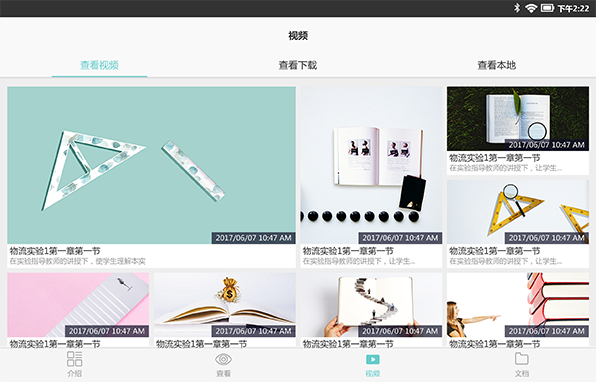 下午2:22
视频
查看视频
查看下载
查看本地
2017/06/07 10:47 AM
物流实验1第一章第一节
在实验指导教师的讲授下，使学生理解本实
2017/06/07 10:47 AM
物流实验1第一章第一节
在实验指导教师的讲授下，让学生...
2017/06/07 10:47 AM
物流实验1第一章第一节
在实验指导教师的讲授下，让学生...
2017/06/07 10:47 AM
物流实验1第一章第一节
在实验指导教师的讲授下，让学生...
2017/06/07 10:47 AM
物流实验1第一章第一节
2017/06/07 10:47 AM
物流实验1第一章第一节
2017/06/07 10:47 AM
物流实验1第一章第一节
2017/06/07 10:47 AM
物流实验1第一章第一节
介绍
查看
视频
文档